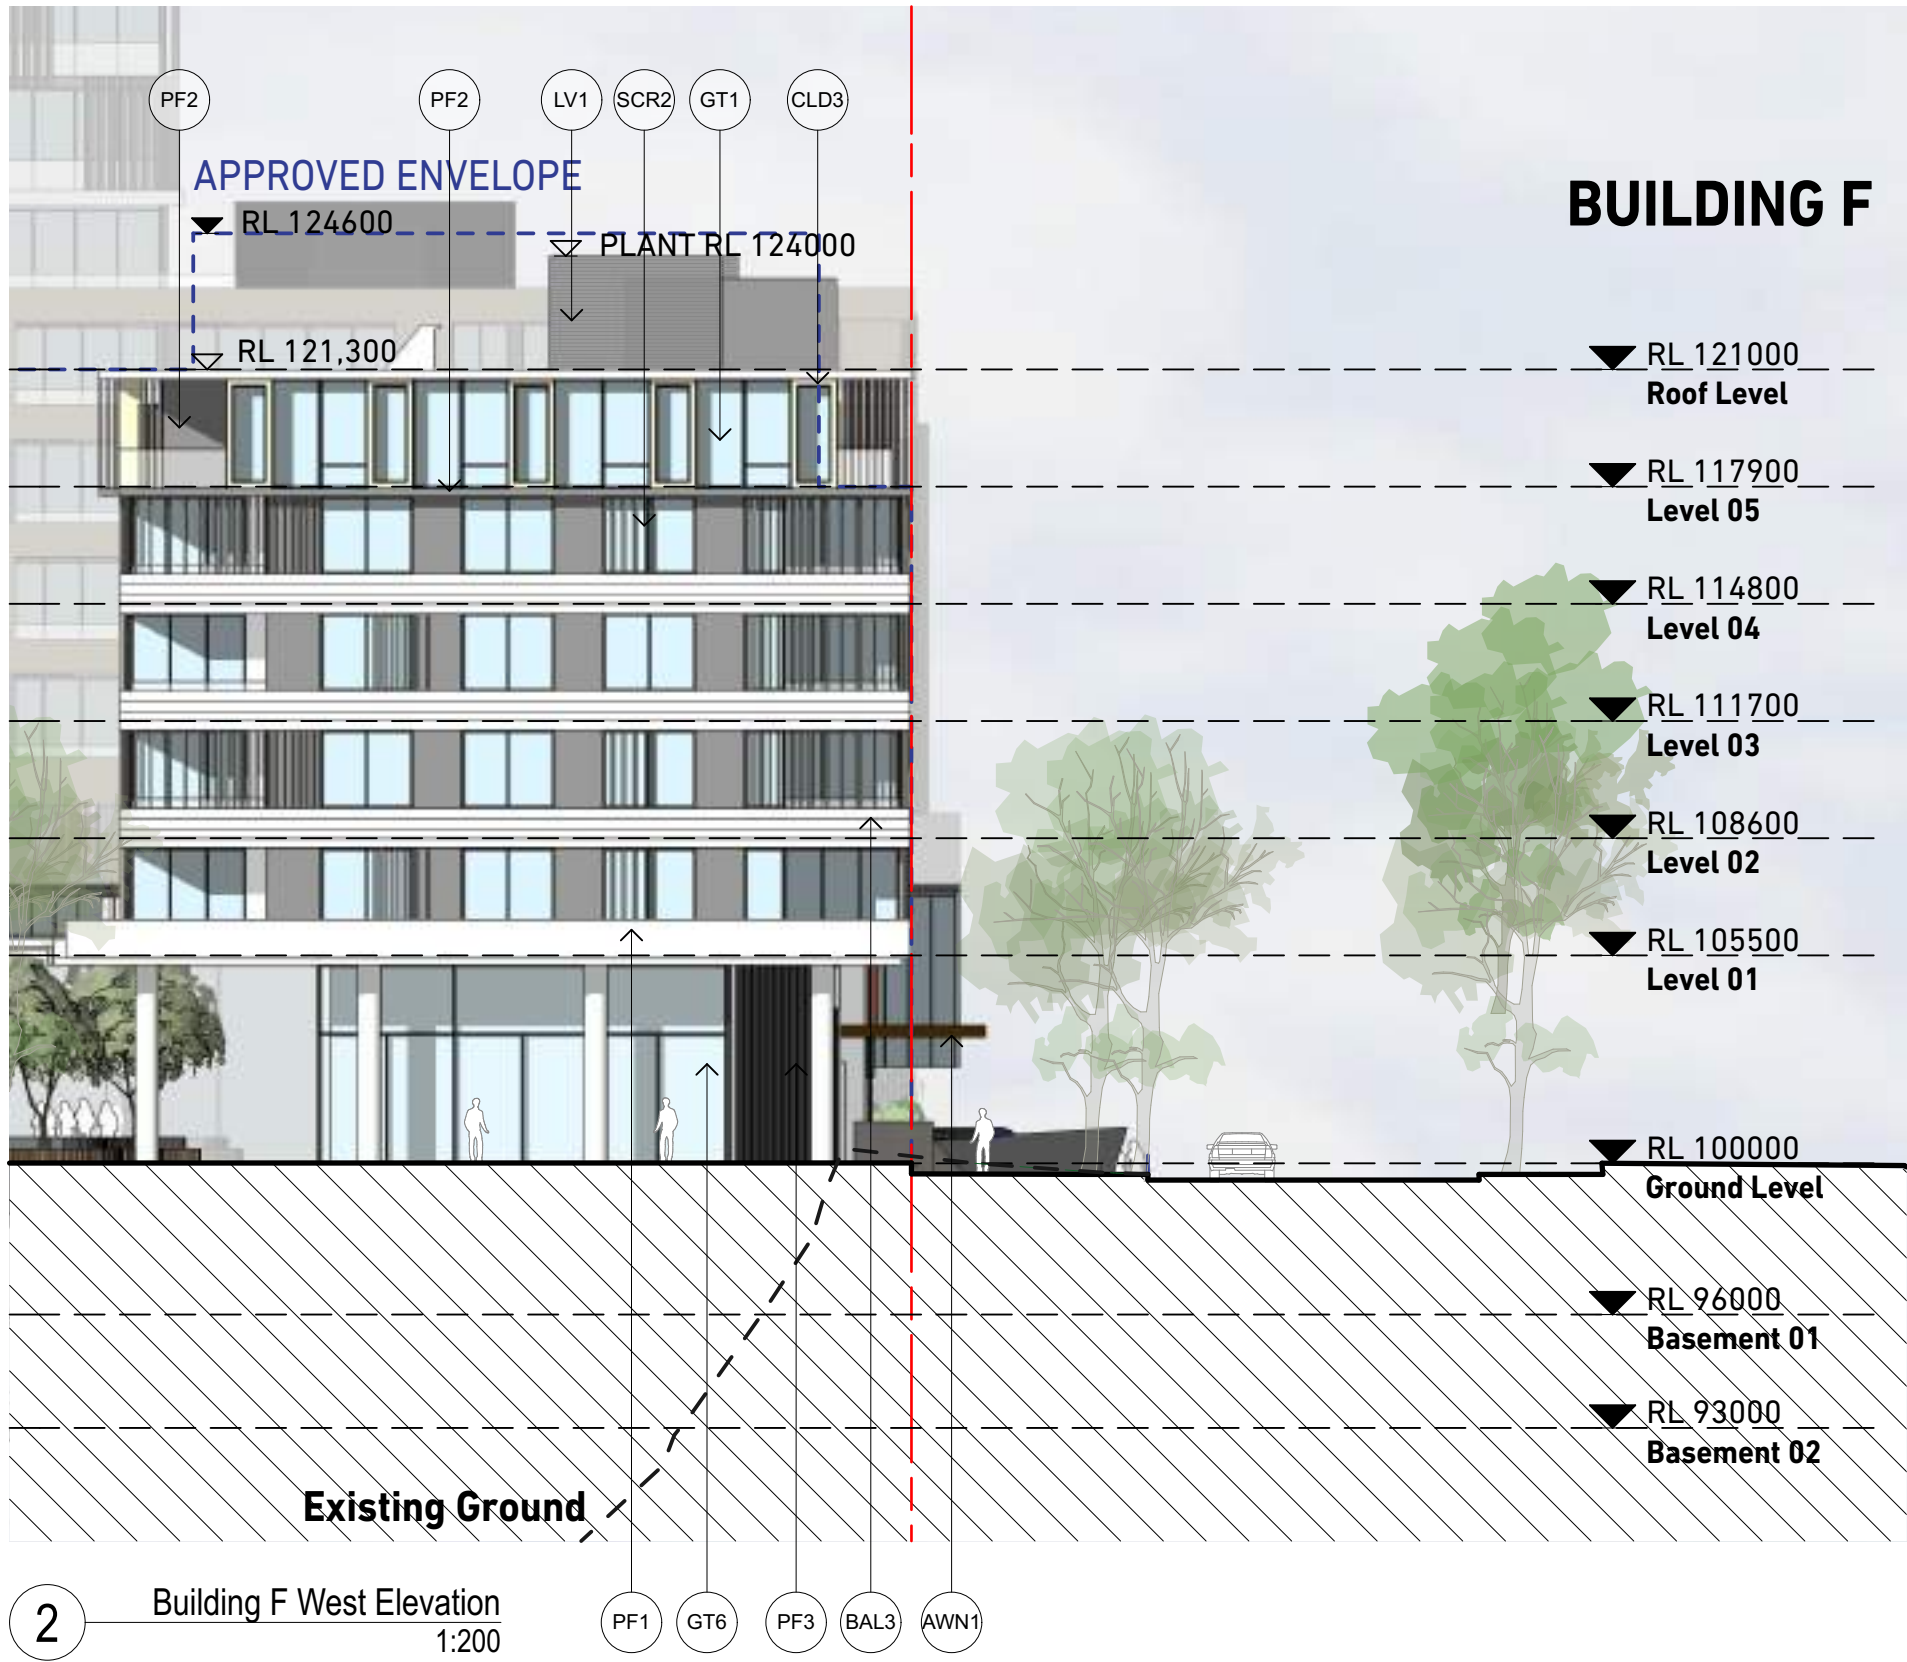 PF2
PF2
LV1
SCR2
GT1
CLD3
APPROVED ENVELOPE
RL 124600
PLANT RL 124000
BUILDING F
RL 121,300
RL 121000
Roof Level
RL 117900
Level 05
RL 114800
Level 04
RL 111700
Level 03
RL 108600
Level 02
RL 105500
Level 01
RL 100000
Ground Level
RL 96000
Basement 01
RL 93000
Basement 02
Existing Ground
2
Building F West Elevation
1:200
PF1
GT6
PF3
BAL3
AWN1